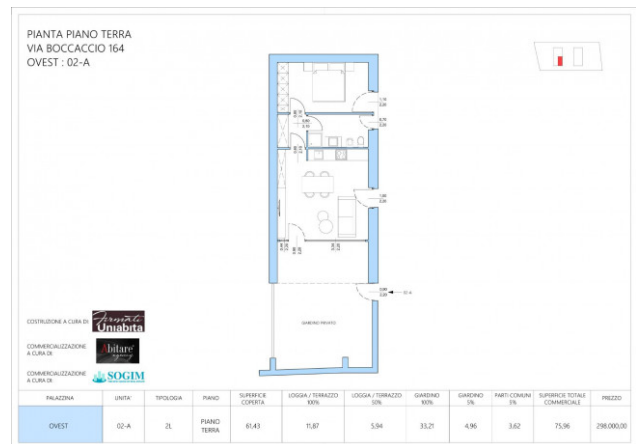 PIANTA PIANO TERRA
VIA BOCCACCIO 164
OVEST : 02-A
02-A
GIARDINO PRIVATO
COSTRUZIONE A CURA DI
Firmati
Uniabita
COMMERCIALIZZAZIONE
A CURA DI:
Abitare
agency
COMMERCIALIZZAZIONE
A CURA DI:
SOGIM
PALAZZINA UNITA' TIPOLOGIA PIANO SUPERFICIE COPERTA LOGGIA / TERRAZZO 100% LOGGIA / TERRAZZO 50% GIARDINO 100% GIARDINO 5% PARTI COMUNI 5% SUPERFICIE TOTALE COMMERCIALE PREZZO
OVEST 02-A 2L PIANO TERRA 61,43 11,87 5,94 33,21 4,96 3,62 75,96 298.000,00